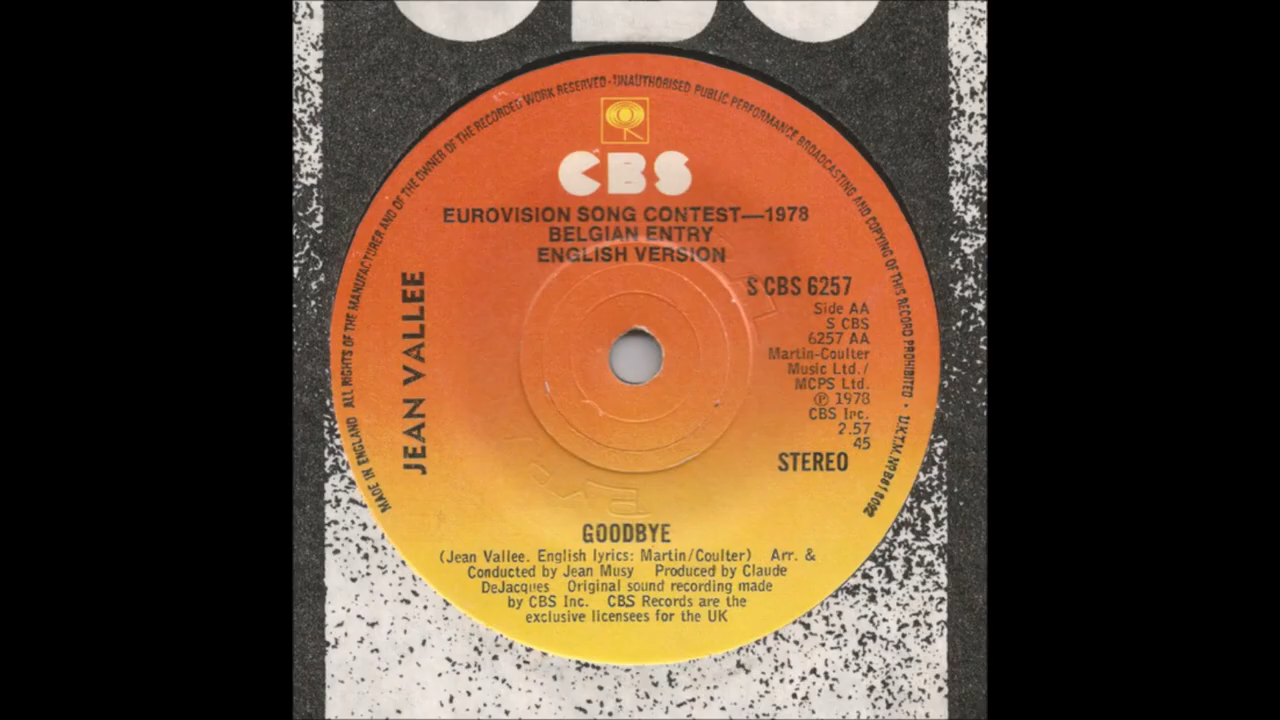 MADE IN ENGLAND ALL RIGHTS OF THE MANUFACTURER AND OF THE OWNER OF THE RECORDED WORK RESERVED · UNAUTHORISED PUBLIC PERFORMANCE BROADCASTING AND COPYING OF THIS RECORD PROHIBITED · U.K.T.M. Nº
CBS
EUROVISION SONG CONTEST—1978
BELGIAN ENTRY
ENGLISH VERSION
JEAN VALLEE
S CBS 6257
Side AA
S CBS
6257 AA
Martin-Coulter
Music Ltd./
MCPS Ltd.
℗ 1978
CBS Inc.
2.57
45
STEREO
GOODBYE
(Jean Vallee. English lyrics: Martin/Coulter) Arr. &
Conducted by Jean Musy Produced by Claude
DeJacques Original sound recording made
by CBS Inc. CBS Records are the
exclusive licensees for the UK